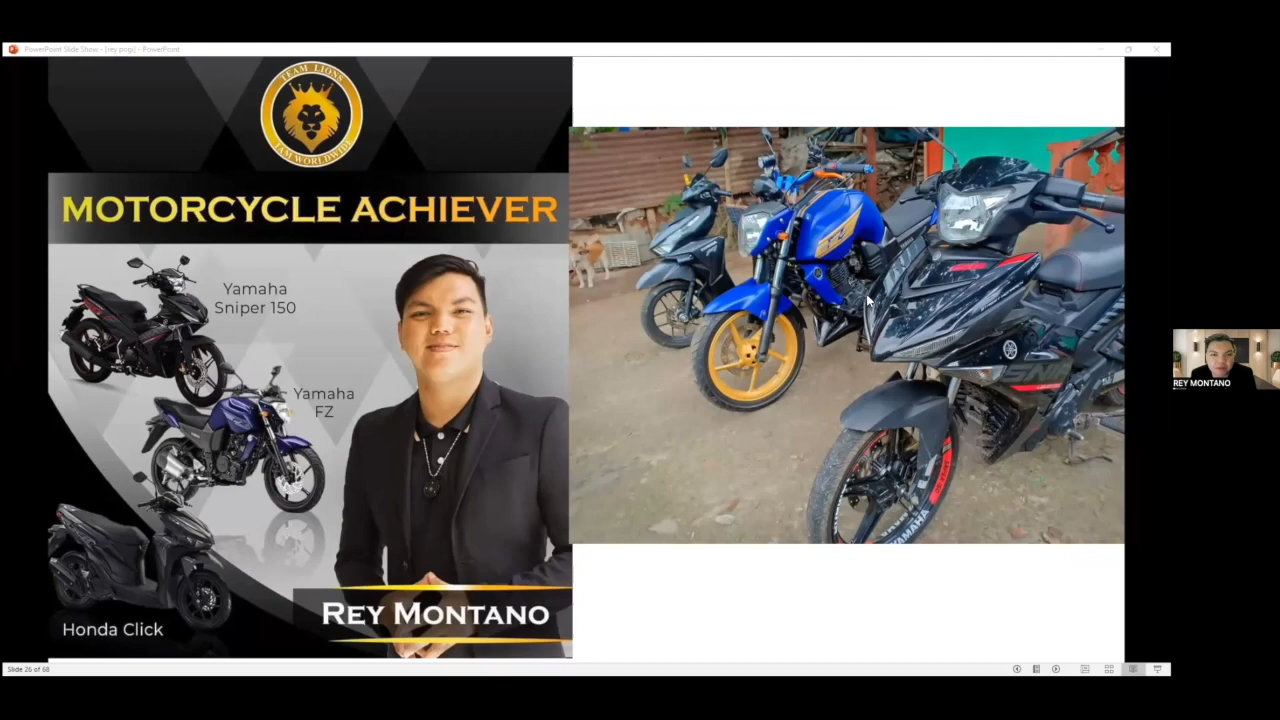 PowerPoint Slide Show - [rey pogi] - PowerPoint
TEAM LIONS
IAM WORLDWIDE
MOTORCYCLE ACHIEVER
Yamaha
Sniper 150
Yamaha
FZ
Honda Click
REY MONTANO
FZ
YAMAHA
REY MONTANO
Slide 26 of 68